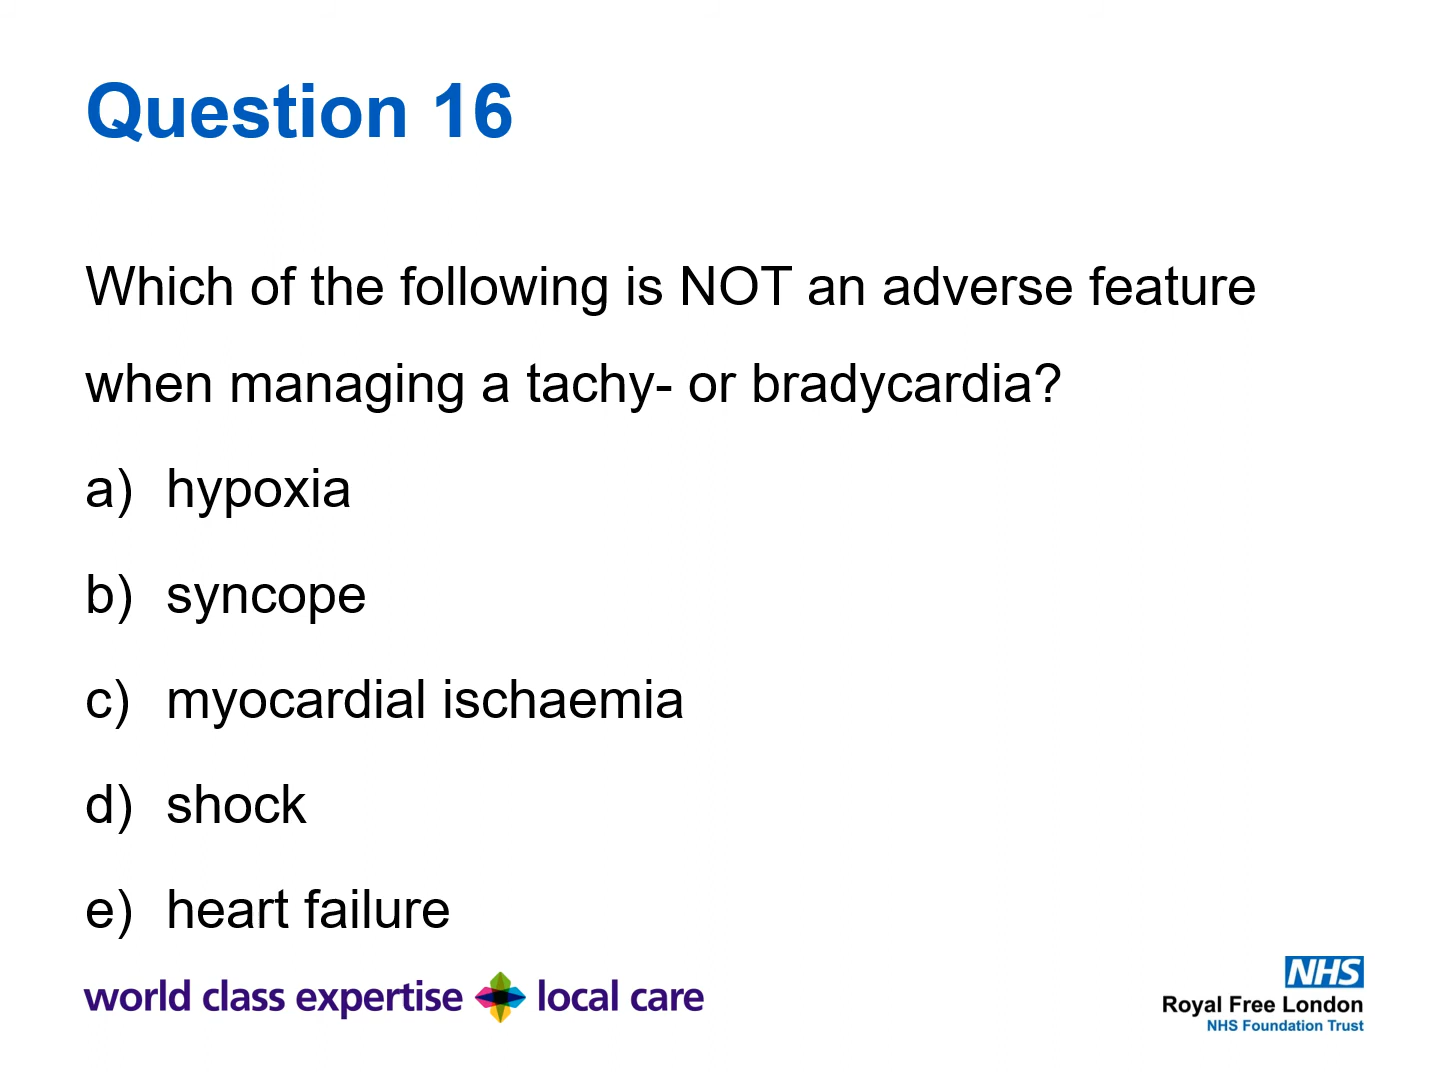 Question 16
Which of the following is NOT an adverse feature
when managing a tachy- or bradycardia?
a) hypoxia
b) syncope
c) myocardial ischaemia
d) shock
e) heart failure
world class expertise local care
NHS
Royal Free London
NHS Foundation Trust